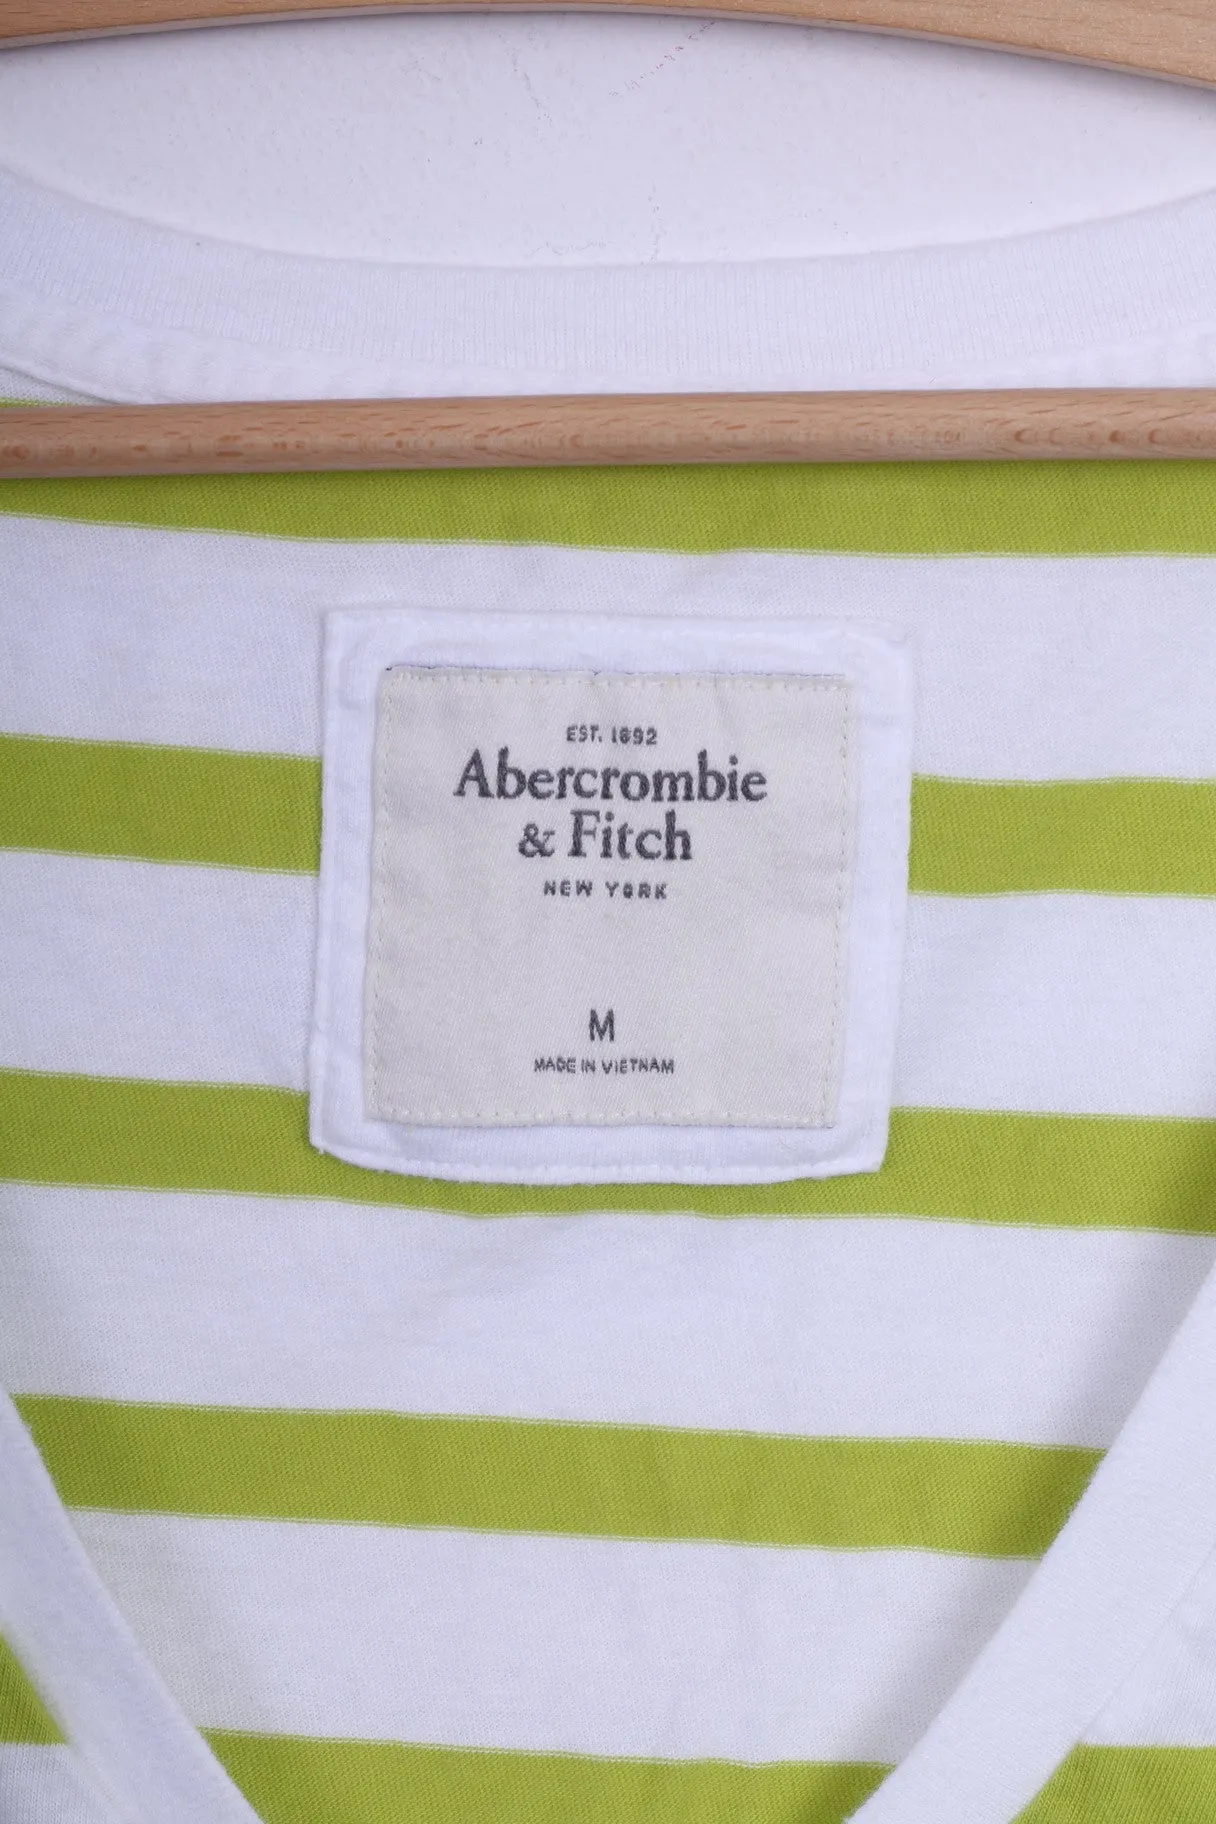 EST. 1892
Abercrombie
& Fitch
NEW YORK
M
MADE IN VIETNAM